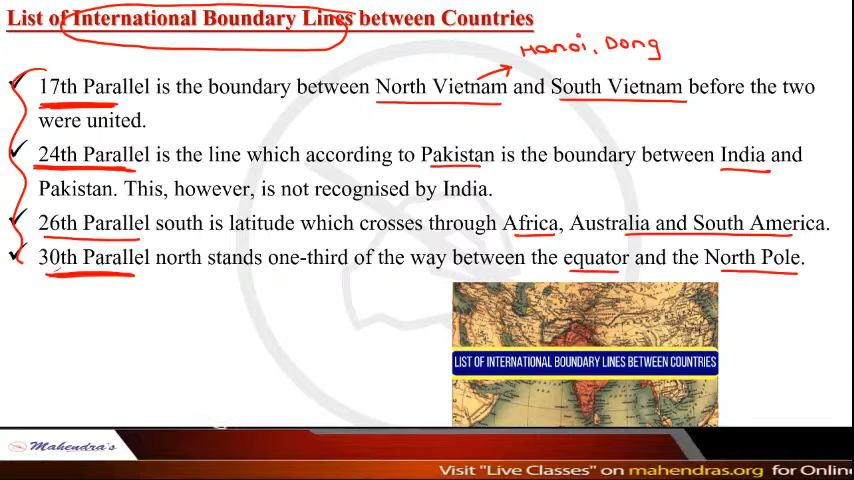 List of International Boundary Lines between Countries
Hanoi, Dong
17th Parallel is the boundary between North Vietnam and South Vietnam before the two
were united.
24th Parallel is the line which according to Pakistan is the boundary between India and
Pakistan. This, however, is not recognised by India.
26th Parallel south is latitude which crosses through Africa, Australia and South America.
30th Parallel north stands one-third of the way between the equator and the North Pole.
LIST OF INTERNATIONAL BOUNDARY LINES BETWEEN COUNTRIES
Mahendra's
Visit "Live Classes" on mahendras.org for Online